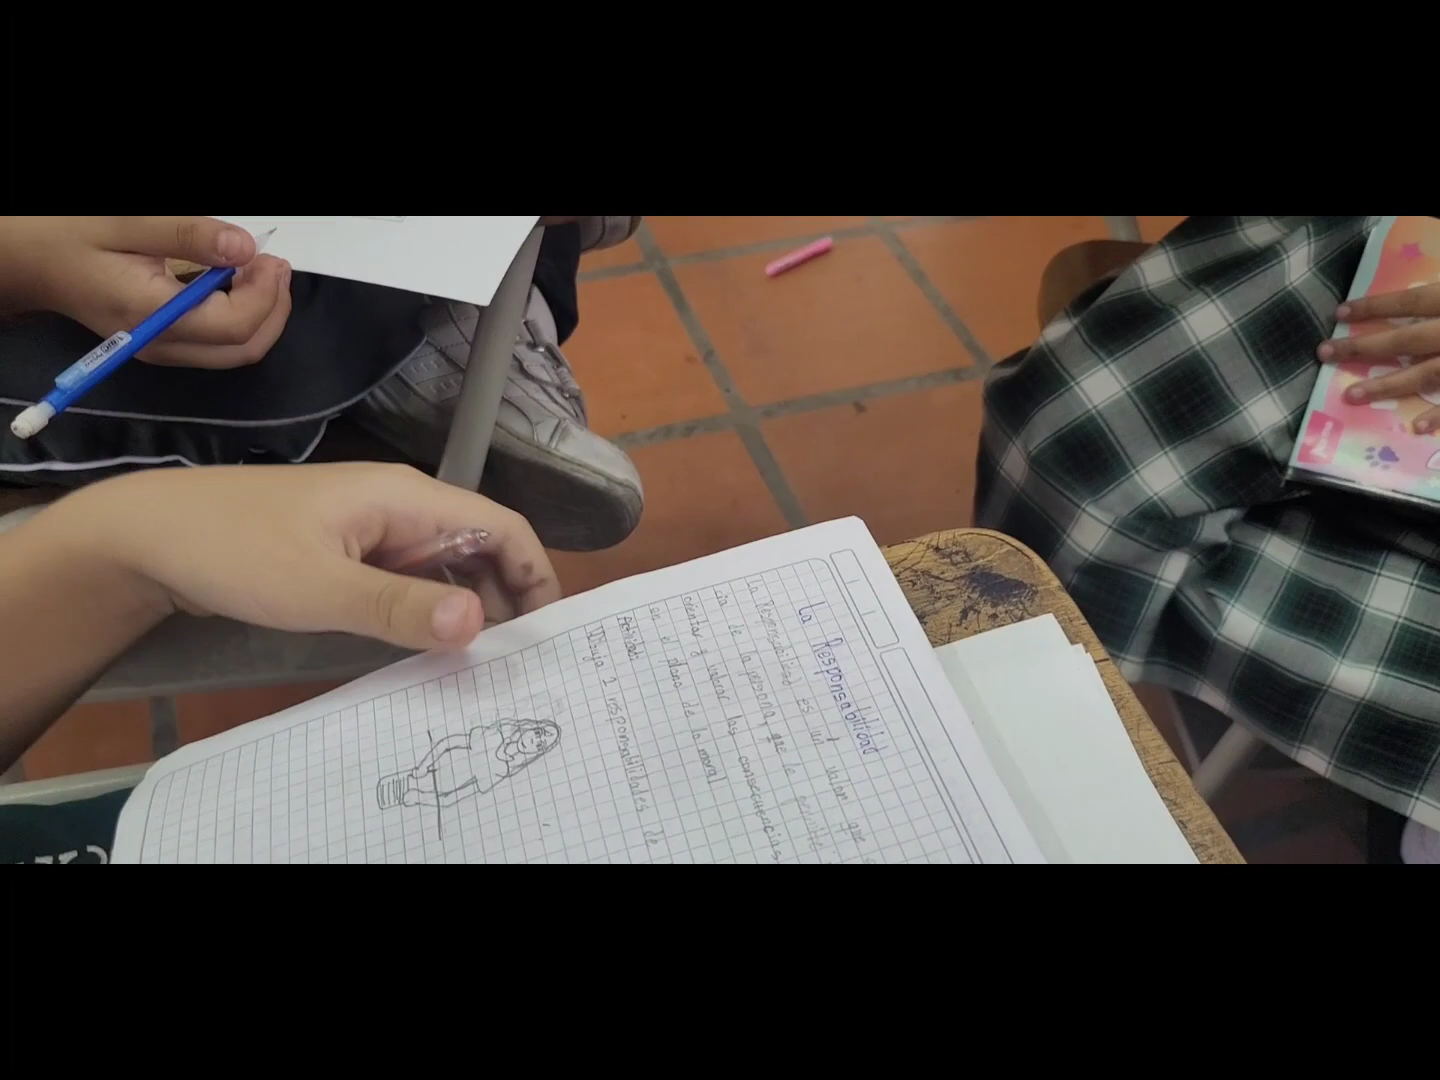 La Responsabilidad
La Responsabilidad es un valor que
cia de la persona, que le permite
orientar y valorar las consecuencias
en el plano de la moral
Actividad
Dibuja 2 responsabilidades de